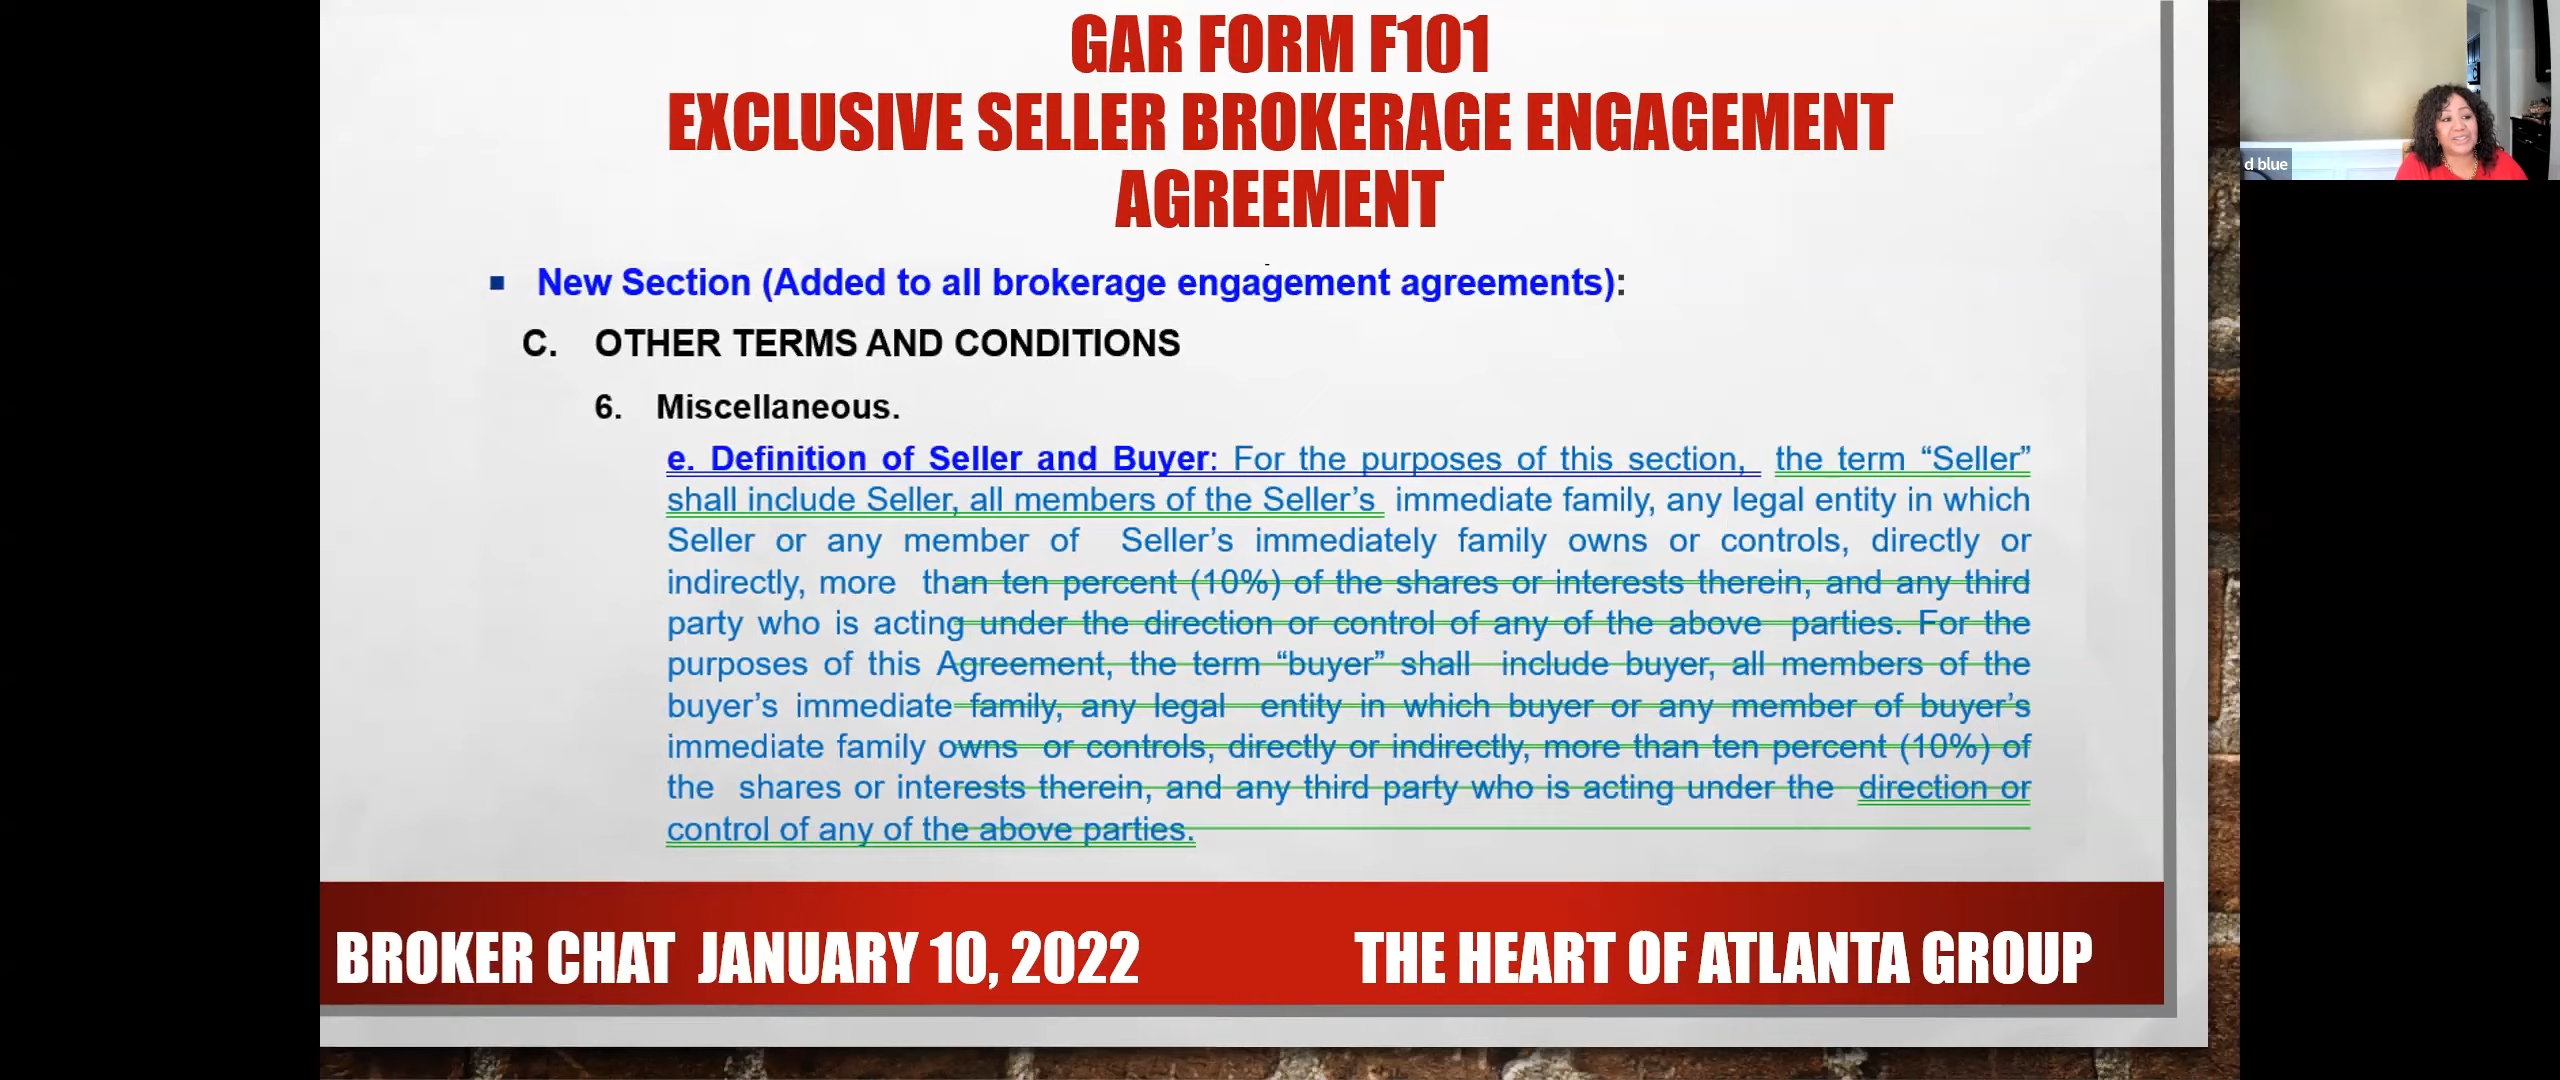 GAR FORM F101
EXCLUSIVE SELLER BROKERAGE ENGAGEMENT
AGREEMENT
▪ New Section (Added to all brokerage engagement agreements):
C. OTHER TERMS AND CONDITIONS
6. Miscellaneous.
e. Definition of Seller and Buyer: For the purposes of this section, the term “Seller”
shall include Seller, all members of the Seller’s immediate family, any legal entity in which
Seller or any member of Seller’s immediately family owns or controls, directly or
indirectly, more than ten percent (10%) of the shares or interests therein, and any third
party who is acting under the direction or control of any of the above parties. For the
purposes of this Agreement, the term “buyer” shall include buyer, all members of the
buyer’s immediate family, any legal entity in which buyer or any member of buyer’s
immediate family owns or controls, directly or indirectly, more than ten percent (10%) of
the shares or interests therein, and any third party who is acting under the direction or
control of any of the above parties.
BROKER CHAT JANUARY 10, 2022
THE HEART OF ATLANTA GROUP
d blue